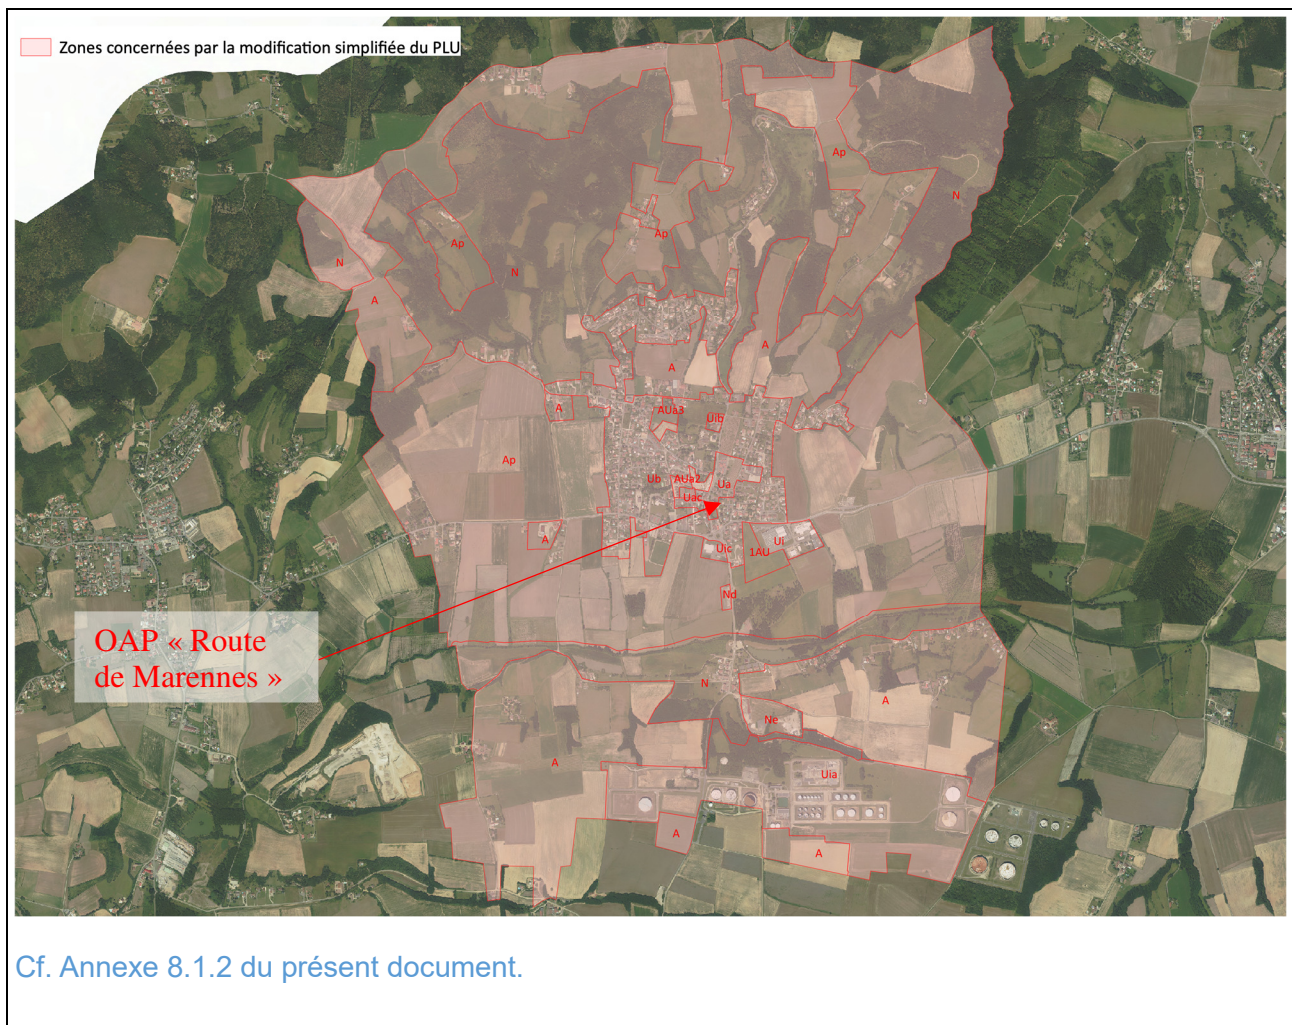 Zones concernées par la modification simplifiée du PLU
Ap
N
Ap
Ap
N
N
A
A
A
A
AUa3
Uib
Ap
Ub
AUa2
Ua
Uac
A
Ui
Uic
1AU
Nd
OAP « Route
de Marennes »
N
A
Ne
A
Uia
A
A
Cf. Annexe 8.1.2 du présent document.